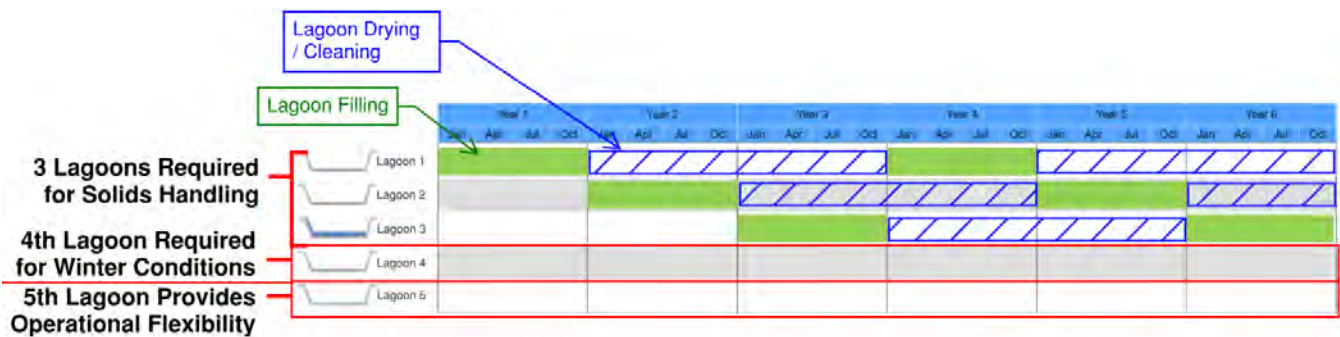 Lagoon Drying
/ Cleaning
Lagoon Filling
Year 1 Year 2 Year 3 Year 4 Year 5 Year 6
Jan Apr Jul Oct Jan Apr Jul Oct Jan Apr Jul Oct Jan Apr Jul Oct Jan Apr Jul Oct Jan Apr Jul Oct
3 Lagoons Required
for Solids Handling
Lagoon 1
Lagoon 2
Lagoon 3
4th Lagoon Required
for Winter Conditions
Lagoon 4
5th Lagoon Provides
Operational Flexibility
Lagoon 5